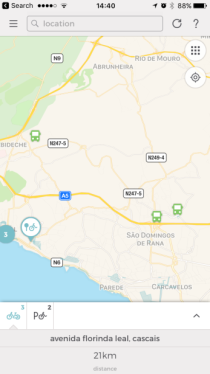 Search
14:40
88%
location
?
RIO DE MOURO
N9
ABRUNHEIRA
BIDECHE
N247-5
N249-4
A5
N247-5
3
SÃO DOMINGOS
DE RANA
N6
PAREDE
CARCAVELOS
3
P
2
avenida florinda leal, cascais
21km
distance